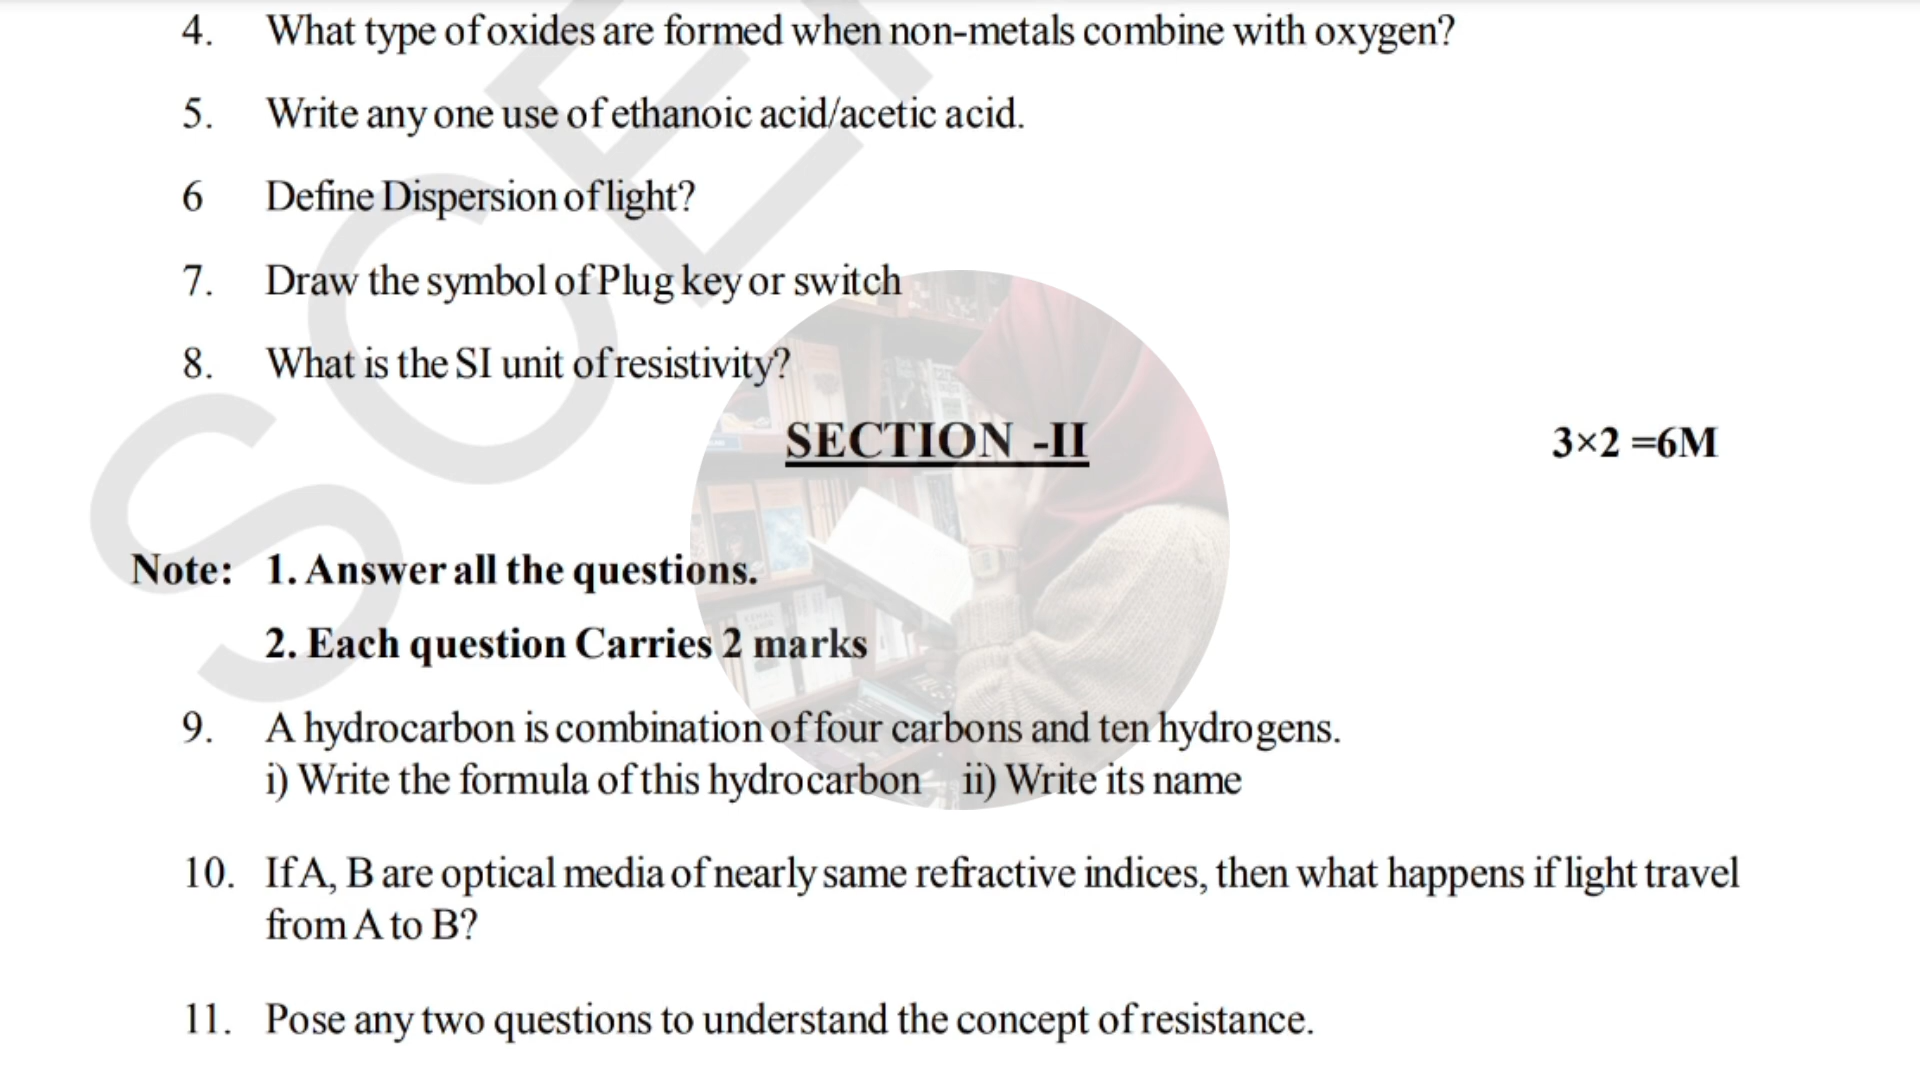 4. What type of oxides are formed when non-metals combine with oxygen?
5. Write any one use of ethanoic acid/acetic acid.
6 Define Dispersion of light?
7. Draw the symbol of Plug key or switch
8. What is the SI unit of resistivity?
SECTION -II 3×2 =6M
Note: 1. Answer all the questions.
2. Each question Carries 2 marks
9. A hydrocarbon is combination of four carbons and ten hydrogens.
i) Write the formula of this hydrocarbon ii) Write its name
10. If A, B are optical media of nearly same refractive indices, then what happens if light travel
from A to B?
11. Pose any two questions to understand the concept of resistance.